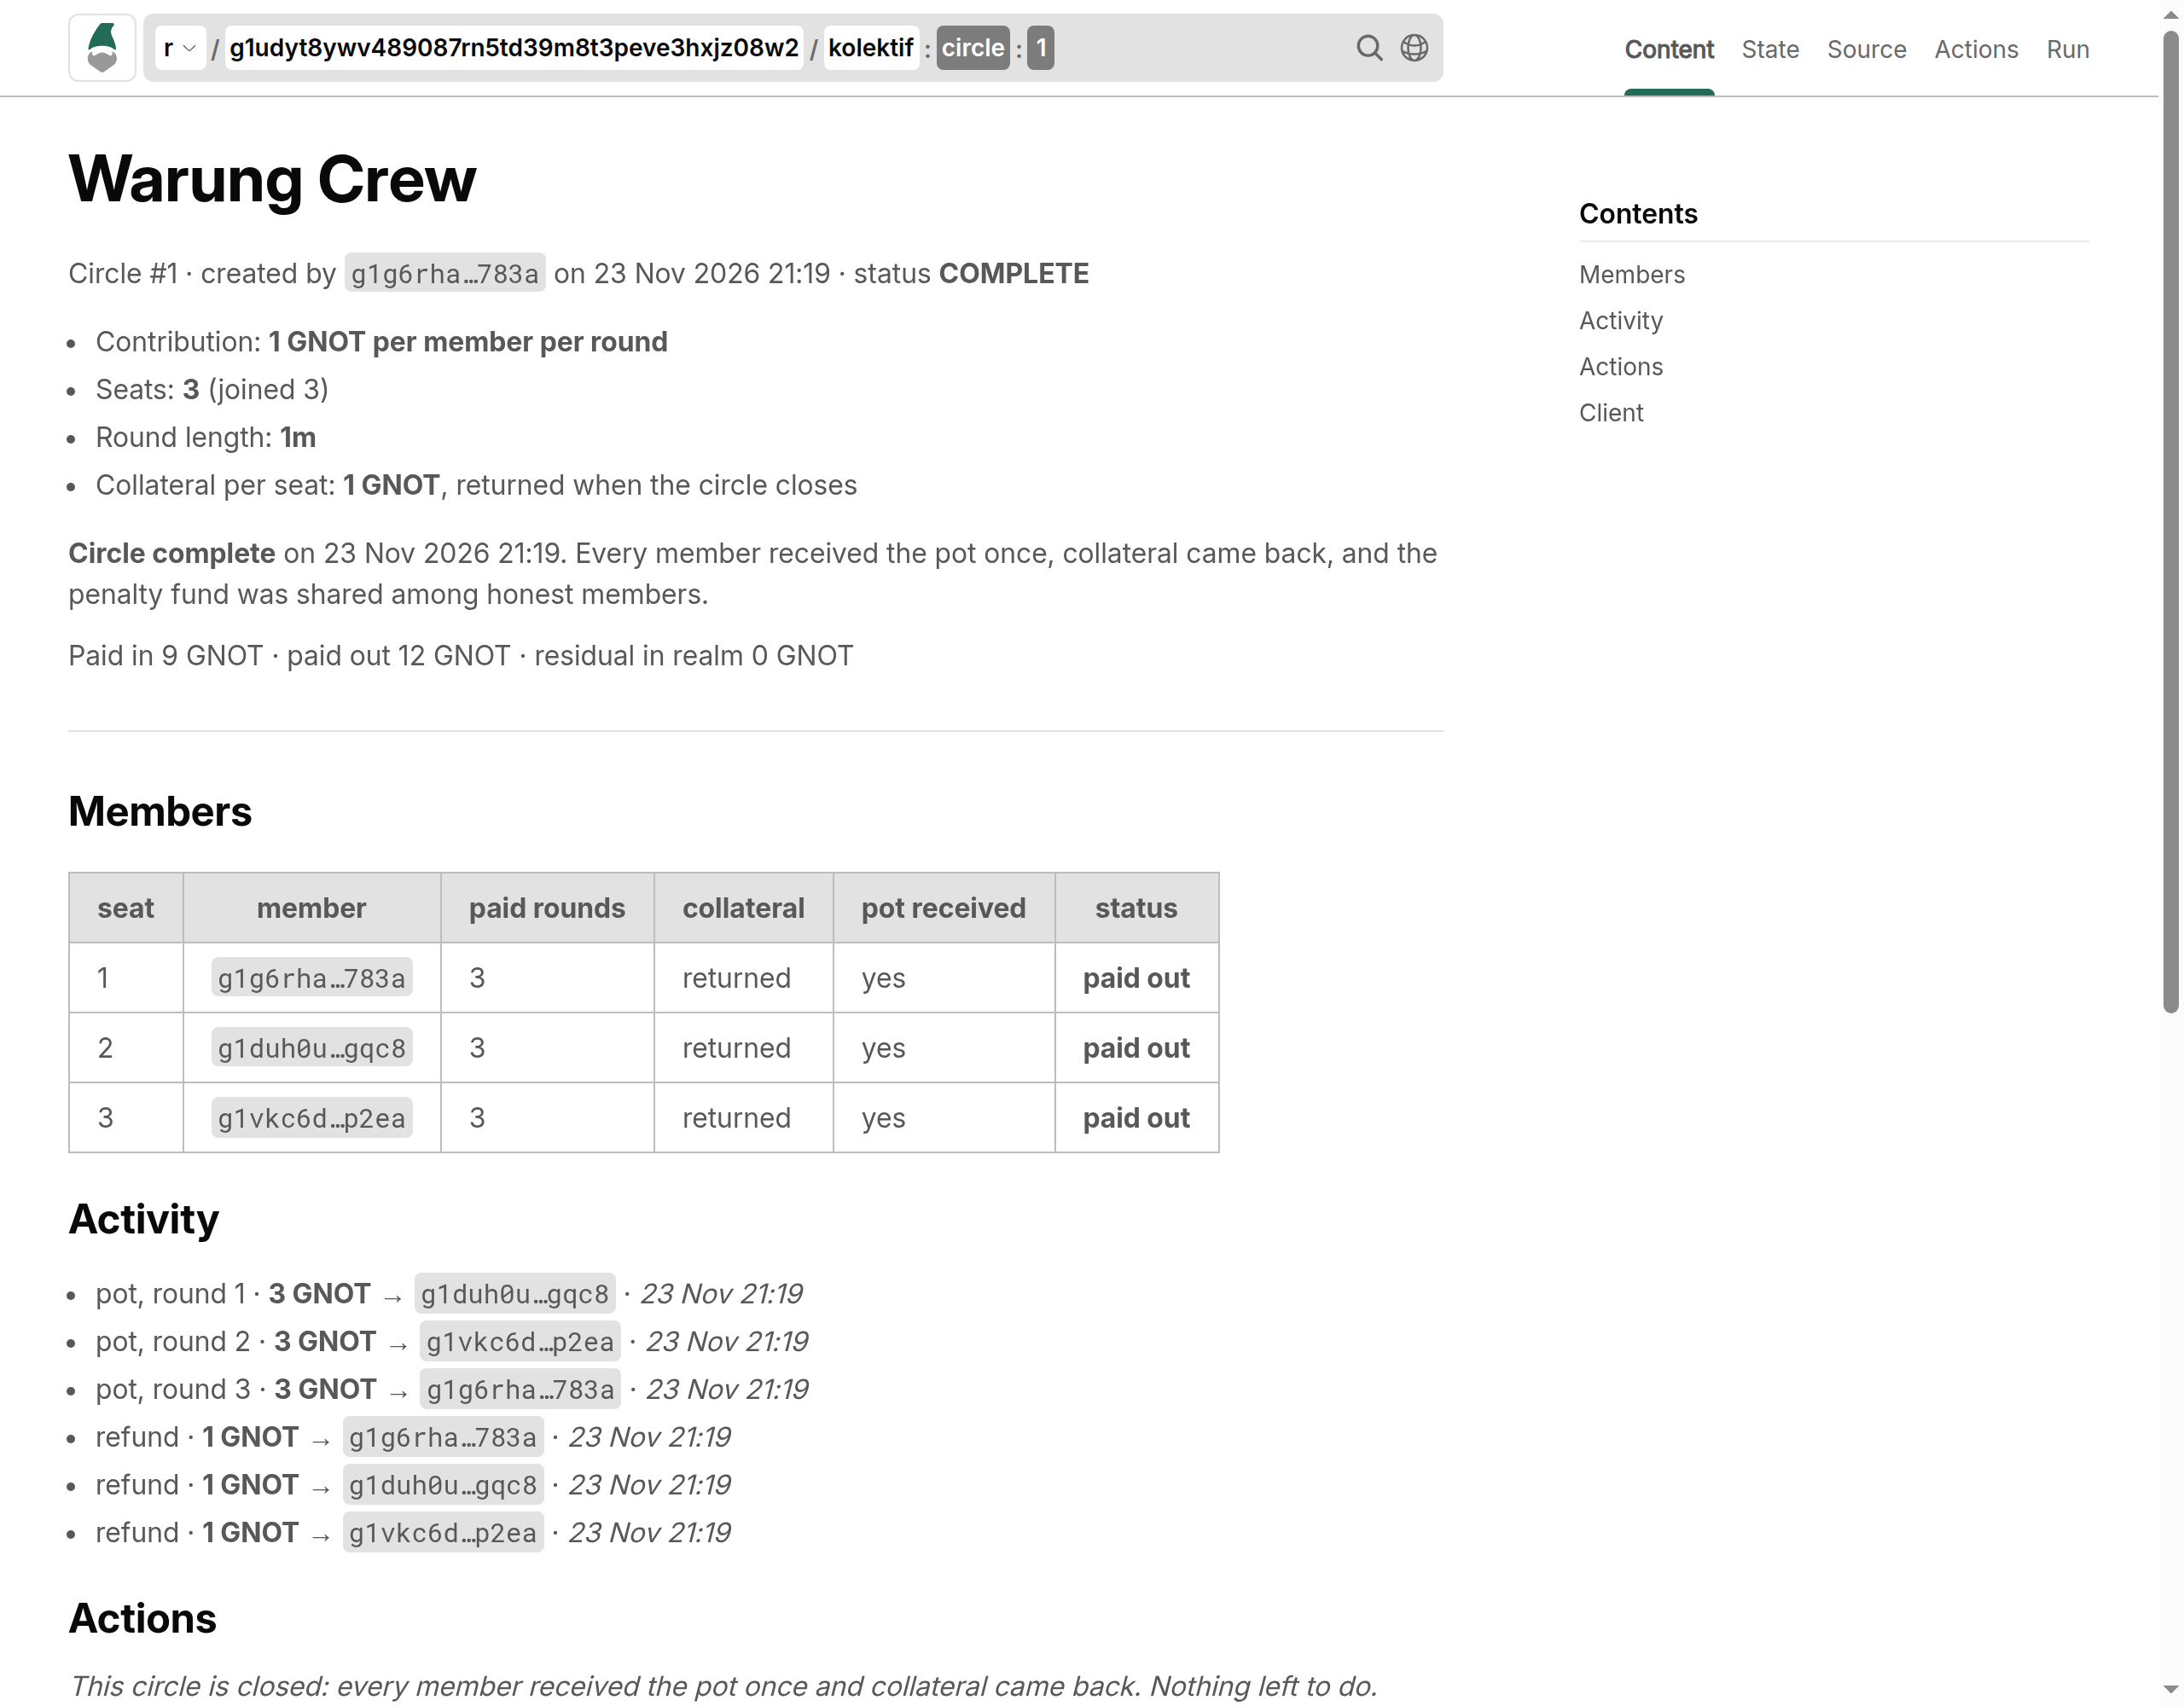 r / g1udyt8ywv489087rn5td39m8t3peve3hxjz08w2 / kolektif : circle : 1
Content State Source Actions Run
Warung Crew
Circle #1 · created by g1g6rha…783a on 23 Nov 2026 21:19 · status COMPLETE
• Contribution: 1 GNOT per member per round
• Seats: 3 (joined 3)
• Round length: 1m
• Collateral per seat: 1 GNOT, returned when the circle closes
Circle complete on 23 Nov 2026 21:19. Every member received the pot once, collateral came back, and the
penalty fund was shared among honest members.
Paid in 9 GNOT · paid out 12 GNOT · residual in realm 0 GNOT
Contents
Members
Activity
Actions
Client
Members
seat member paid rounds collateral pot received status
1 g1g6rha…783a 3 returned yes paid out
2 g1duh0u…gqc8 3 returned yes paid out
3 g1vkc6d…p2ea 3 returned yes paid out
Activity
• pot, round 1 · 3 GNOT → g1duh0u…gqc8 · 23 Nov 21:19
• pot, round 2 · 3 GNOT → g1vkc6d…p2ea · 23 Nov 21:19
• pot, round 3 · 3 GNOT → g1g6rha…783a · 23 Nov 21:19
• refund · 1 GNOT → g1g6rha…783a · 23 Nov 21:19
• refund · 1 GNOT → g1duh0u…gqc8 · 23 Nov 21:19
• refund · 1 GNOT → g1vkc6d…p2ea · 23 Nov 21:19
Actions
This circle is closed: every member received the pot once and collateral came back. Nothing left to do.